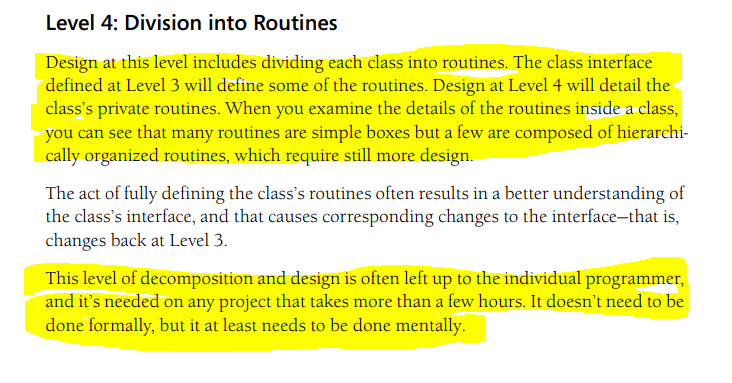 Level 4: Division into Routines
Design at this level includes dividing each class into routines. The class interface
defined at Level 3 will define some of the routines. Design at Level 4 will detail the
class’s private routines. When you examine the details of the routines inside a class,
you can see that many routines are simple boxes but a few are composed of hierarchi-
cally organized routines, which require still more design.
The act of fully defining the class’s routines often results in a better understanding of
the class’s interface, and that causes corresponding changes to the interface—that is,
changes back at Level 3.
This level of decomposition and design is often left up to the individual programmer,
and it’s needed on any project that takes more than a few hours. It doesn’t need to be
done formally, but it at least needs to be done mentally.